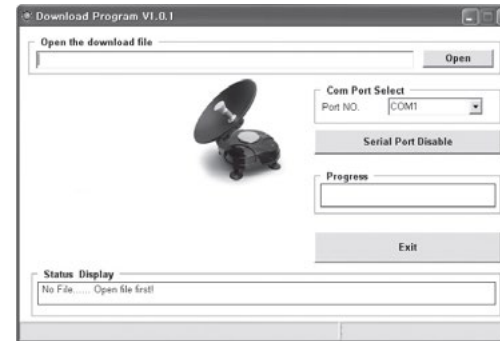 Download Program V1.0.1
Open the download file
Open
Com Port Select
Port NO. COM1
Serial Port Disable
Progress
Exit
Status Display
No File...... Open file first!